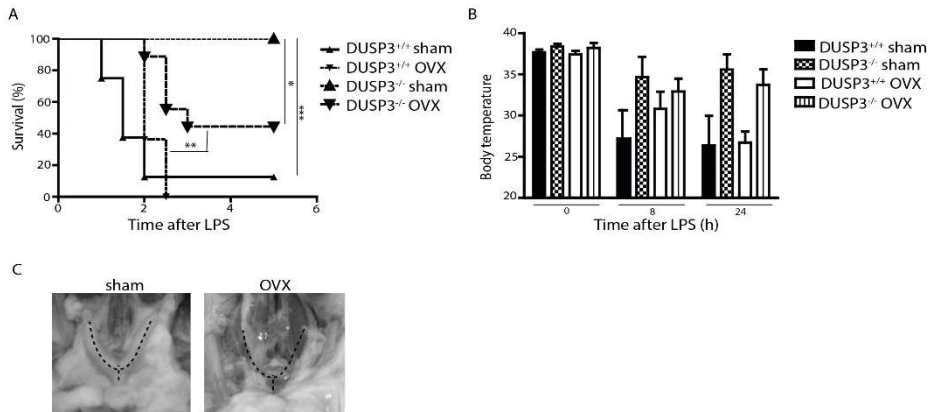 A
100
80
60
40
20
0
Survival (%)
0 2 4 6
Time after LPS
*
***
**
DUSP3+/+ sham
DUSP3+/+ OVX
DUSP3-/- sham
DUSP3-/- OVX
B
40
35
30
25
20
Body temperature
0 8 24
Time after LPS (h)
DUSP3+/+ sham
DUSP3-/- sham
DUSP3+/+ OVX
DUSP3-/- OVX
C
sham OVX